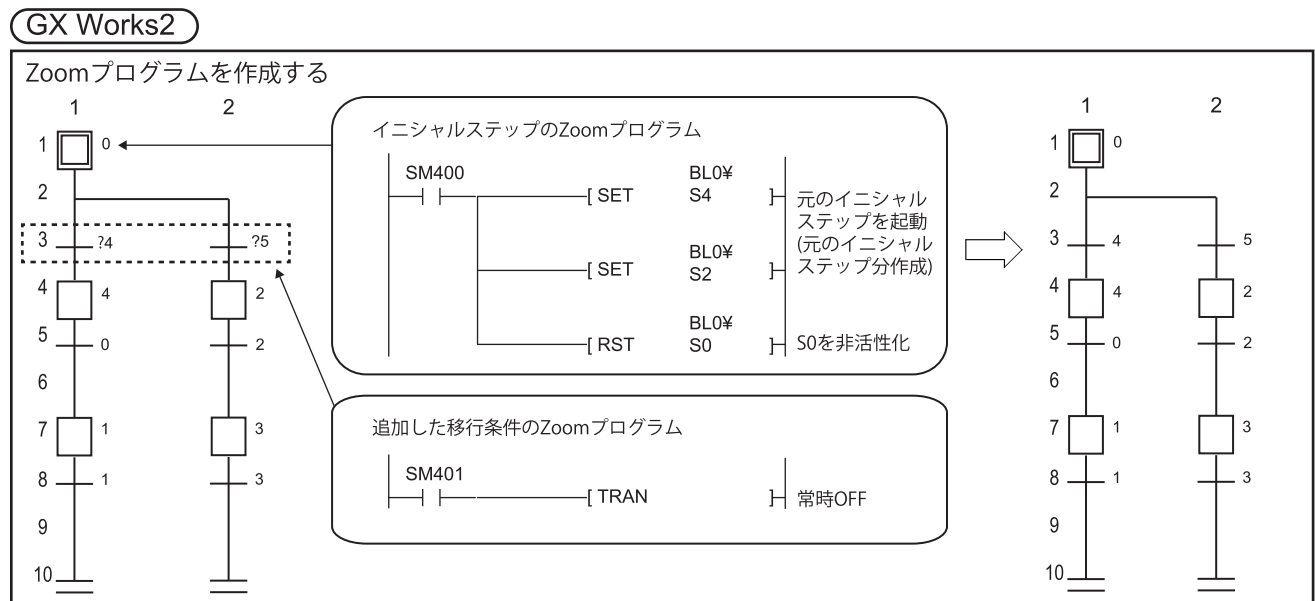 GX Works2
Zoomプログラムを作成する
1 2
1 0
2
3 ?4 ?5
4 4 2
5 0 2
6
7 1 3
8 1 3
9
10
イニシャルステップのZoomプログラム
SM400
[ SET BL0¥
S4 ]
元のイニシャル
ステップを起動
(元のイニシャル
ステップ分作成)
[ SET BL0¥
S2 ]
[ RST BL0¥
S0 ]
S0を非活性化
追加した移行条件のZoomプログラム
SM401
[ TRAN ]
常時OFF
1 2
1 0
2
3 4 5
4 4 2
5 0 2
6
7 1 3
8 1 3
9
10